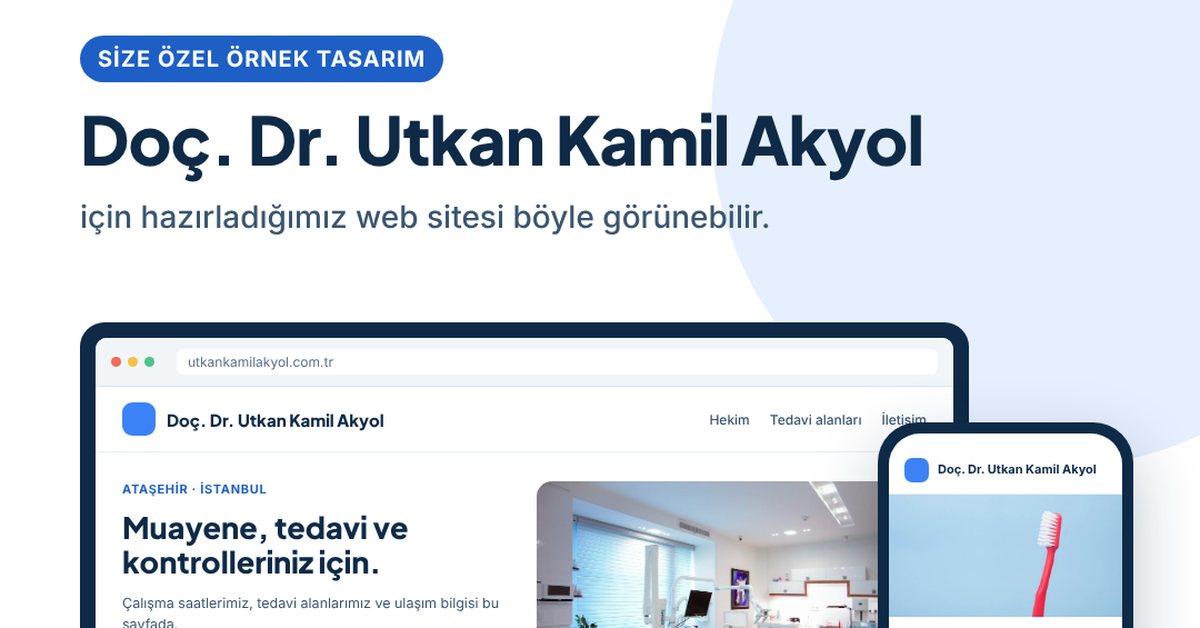 SİZE ÖZEL ÖRNEK TASARIM
Doç. Dr. Utkan Kamil Akyol
için hazırladığımız web sitesi böyle görünebilir.
utkankamilakyol.com.tr
Doç. Dr. Utkan Kamil Akyol
Hekim Tedavi alanları İletişim
Doç. Dr. Utkan Kamil Akyol
ATAŞEHİR · İSTANBUL
Muayene, tedavi ve
kontrolleriniz için.
Çalışma saatlerimiz, tedavi alanlarımız ve ulaşım bilgisi bu
sayfada.